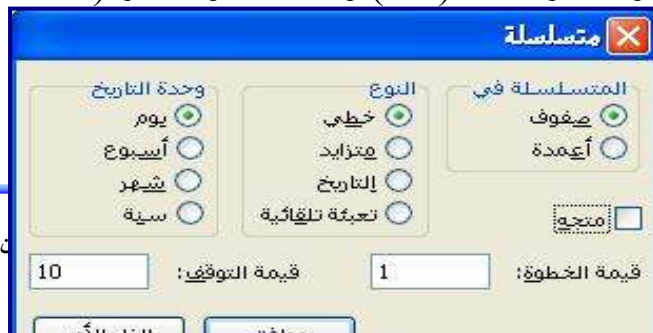 متسلسلة
المتسلسلة في
صفوف
أعمدة
النوع
خطي
متزايد
التاريخ
تعبئة تلقائية
وحدة التاريخ
يوم
أسبوع
شهر
سنة
متجه
قيمة الخطوة: 1
قيمة التوقف: 10